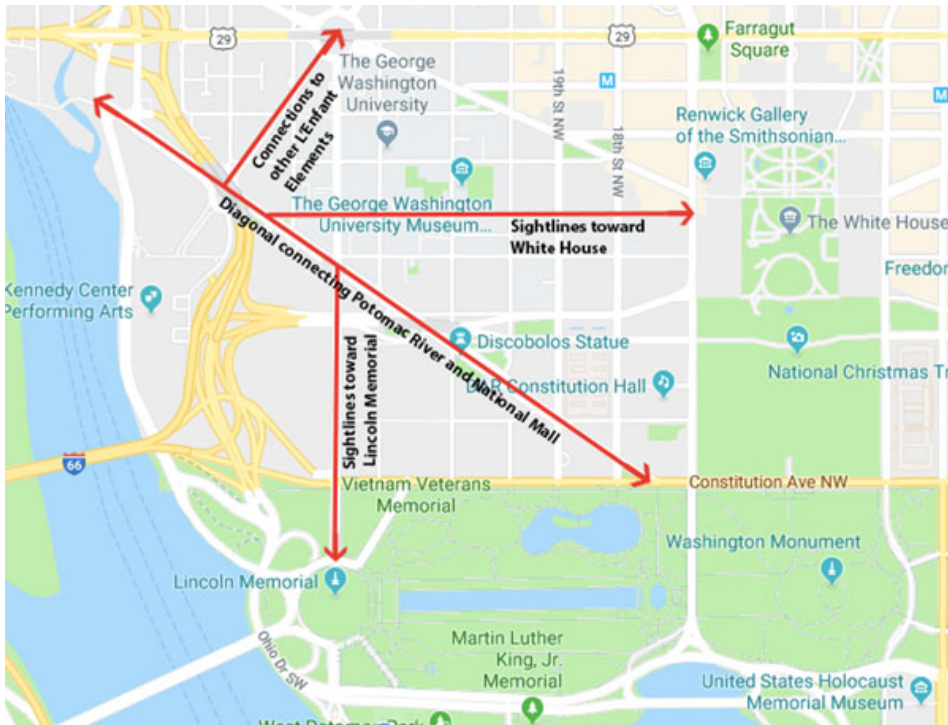 29
29
Farragut
Square
The George
Washington
University
Connections to
other L'Enfant
Elements
19th St NW
18th St NW
M
M
Renwick Gallery
of the Smithsonian...
The George Washington
University Museum...
Sightlines toward
White House
The White House
Diagonal connecting Potomac River and National Mall
Freedom
Kennedy Center
Performing Arts
Discobolos Statue
Sightlines toward
Lincoln Memorial
National Christmas Tr
Constitution Hall
66
Vietnam Veterans
Memorial
Constitution Ave NW
Washington Monument
Lincoln Memorial
Ohio Dr SW
Martin Luther
King, Jr.
Memorial
United States Holocaust
Memorial Museum
West Potomac Park